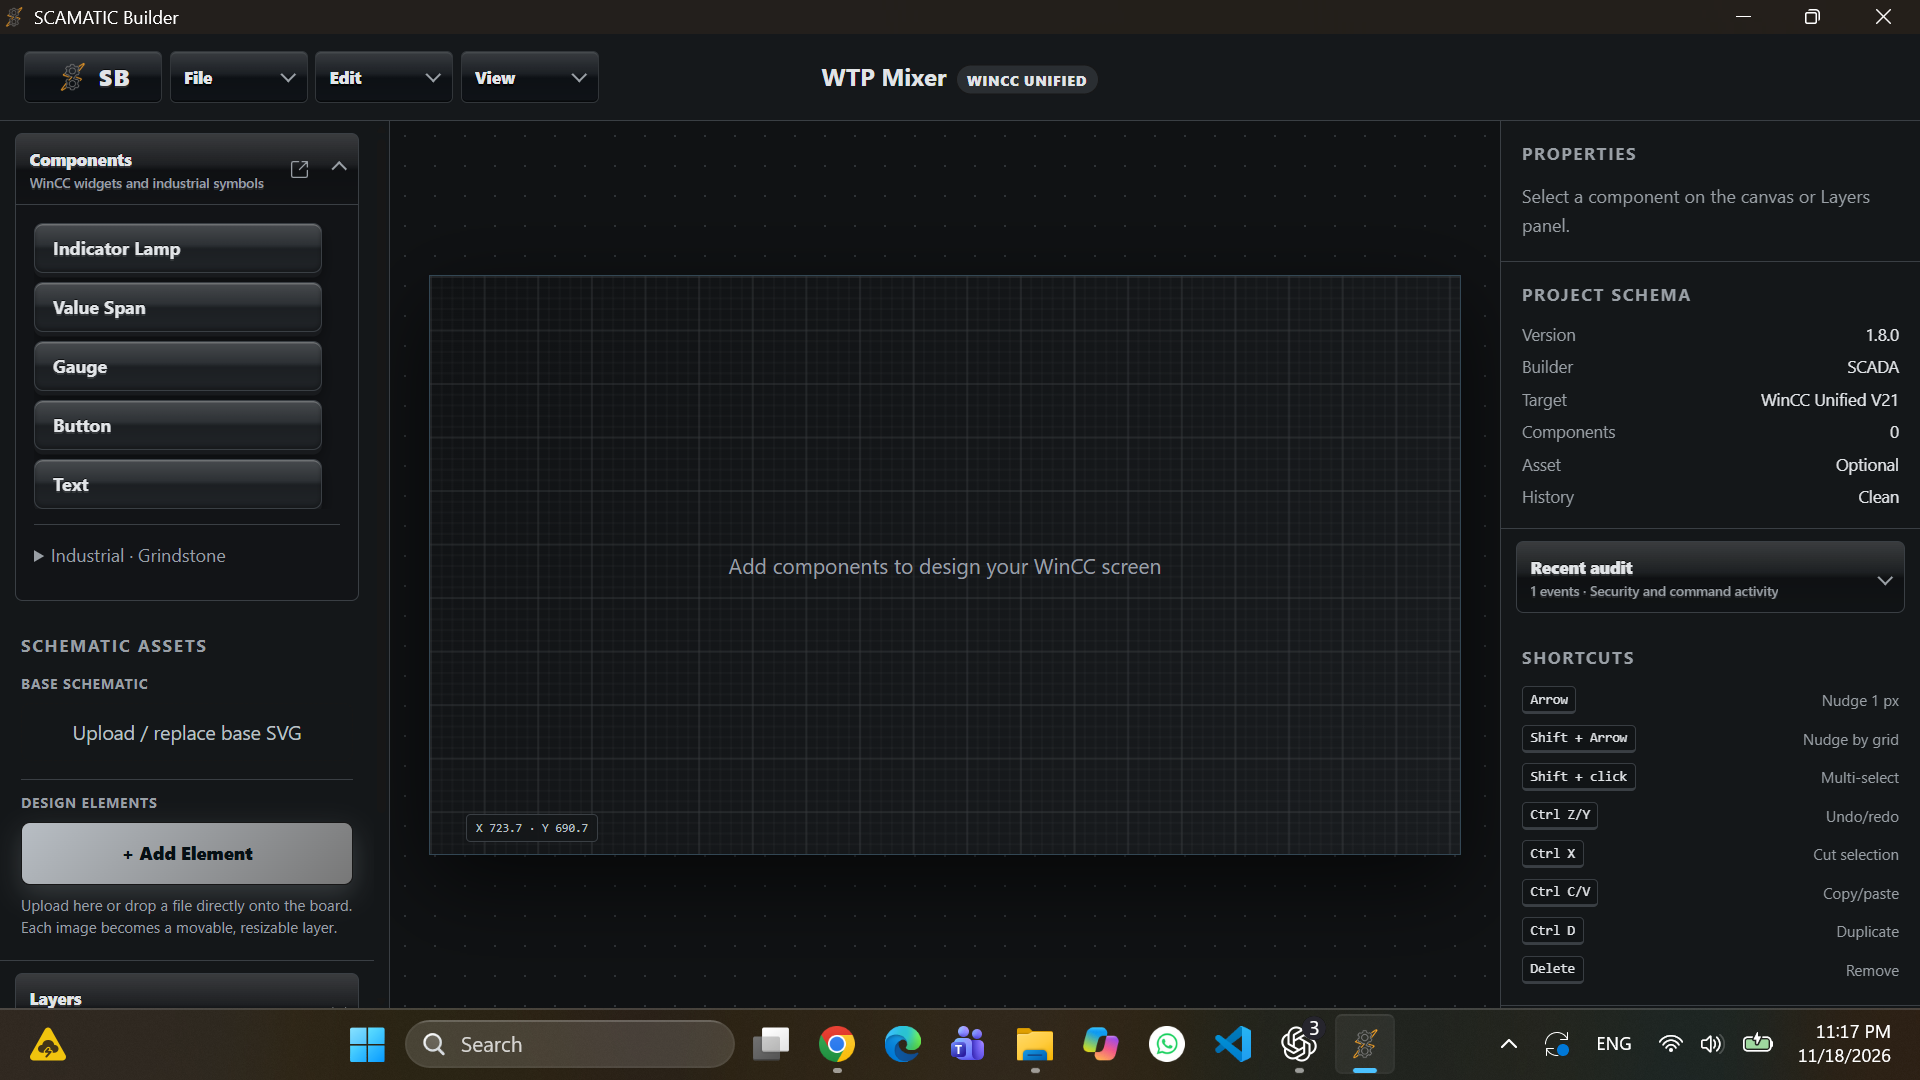 SCAMATIC Builder
SB
File
Edit
View
WTP Mixer
WINCC UNIFIED
Components
WinCC widgets and industrial symbols
Indicator Lamp
Value Span
Gauge
Button
Text
Industrial · Grindstone
SCHEMATIC ASSETS
BASE SCHEMATIC
Upload / replace base SVG
DESIGN ELEMENTS
+ Add Element
Upload here or drop a file directly onto the board.
Each image becomes a movable, resizable layer.
Layers
Add components to design your WinCC screen
X 723.7 · Y 690.7
PROPERTIES
Select a component on the canvas or Layers
panel.
PROJECT SCHEMA
Version 1.8.0
Builder SCADA
Target WinCC Unified V21
Components 0
Asset Optional
History Clean
Recent audit
1 events · Security and command activity
SHORTCUTS
Arrow Nudge 1 px
Shift + Arrow Nudge by grid
Shift + click Multi-select
Ctrl Z/Y Undo/redo
Ctrl X Cut selection
Ctrl C/V Copy/paste
Ctrl D Duplicate
Delete Remove
Search
T
3
ENG
11:17 PM
11/18/2026